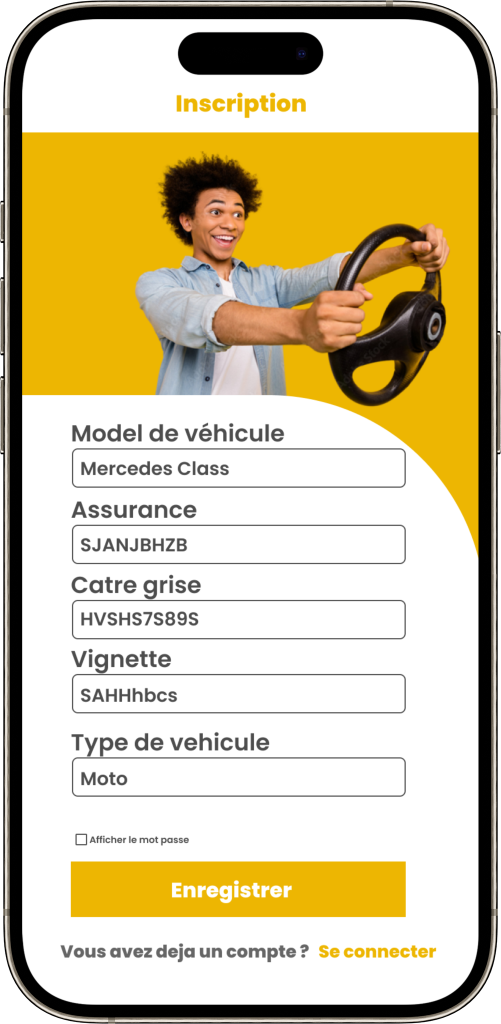 Inscription
Model de véhicule
Mercedes Class
Assurance
SJANJBHZB
Catre grise
HVSHS7S89S
Vignette
SAHHhbcs
Type de vehicule
Moto
Afficher le mot passe
Enregistrer
Vous avez deja un compte ? Se connecter